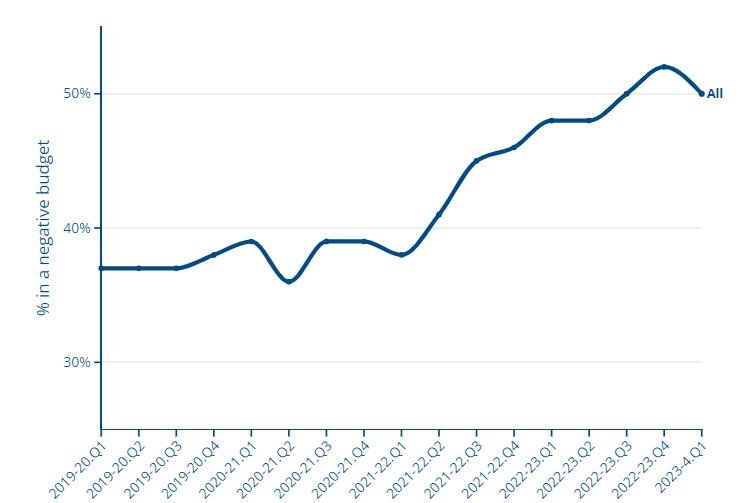 50%
40%
30%
% in a negative budget
All
2019-20.Q1
2019-20.Q2
2019-20.Q3
2019-20.Q4
2020-21.Q1
2020-21.Q2
2020-21.Q3
2020-21.Q4
2021-22.Q1
2021-22.Q2
2021-22.Q3
2021-22.Q4
2022-23.Q1
2022-23.Q2
2022-23.Q3
2022-23.Q4
2023-4.Q1